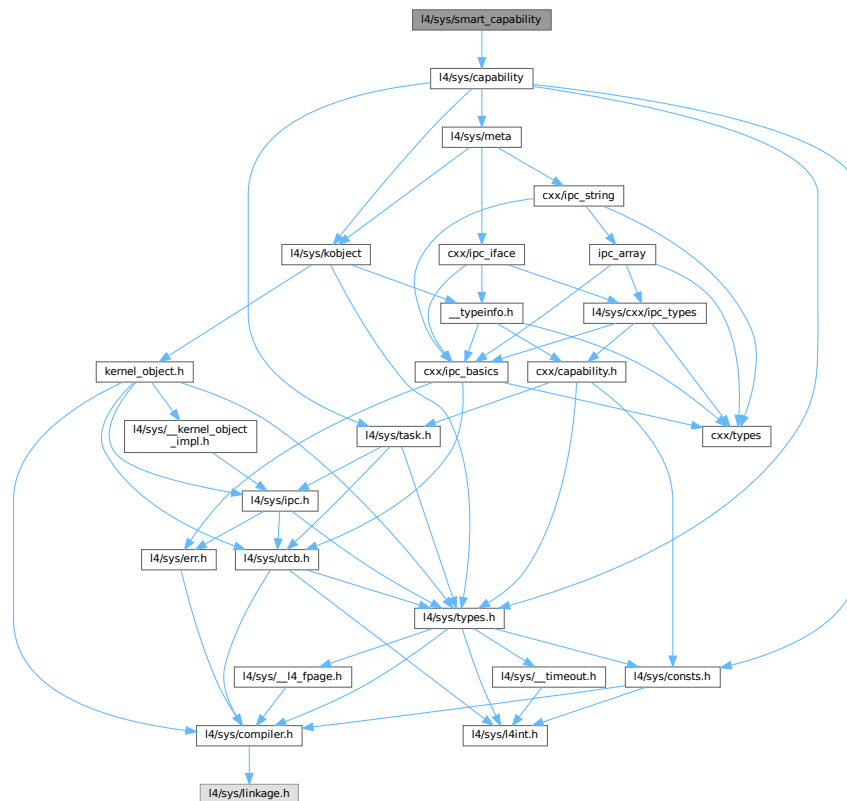 l4/sys/smart_capability
l4/sys/capability
l4/sys/meta
cxx/ipc_string
l4/sys/kobject
cxx/ipc_iface
ipc_array
__typeinfo.h
l4/sys/cxx/ipc_types
kernel_object.h
cxx/ipc_basics
cxx/capability.h
l4/sys/__kernel_object
_impl.h
l4/sys/task.h
cxx/types
l4/sys/ipc.h
l4/sys/err.h
l4/sys/utcb.h
l4/sys/types.h
l4/sys/__l4_fpage.h
l4/sys/__timeout.h
l4/sys/consts.h
l4/sys/compiler.h
l4/sys/l4int.h
l4/sys/linkage.h